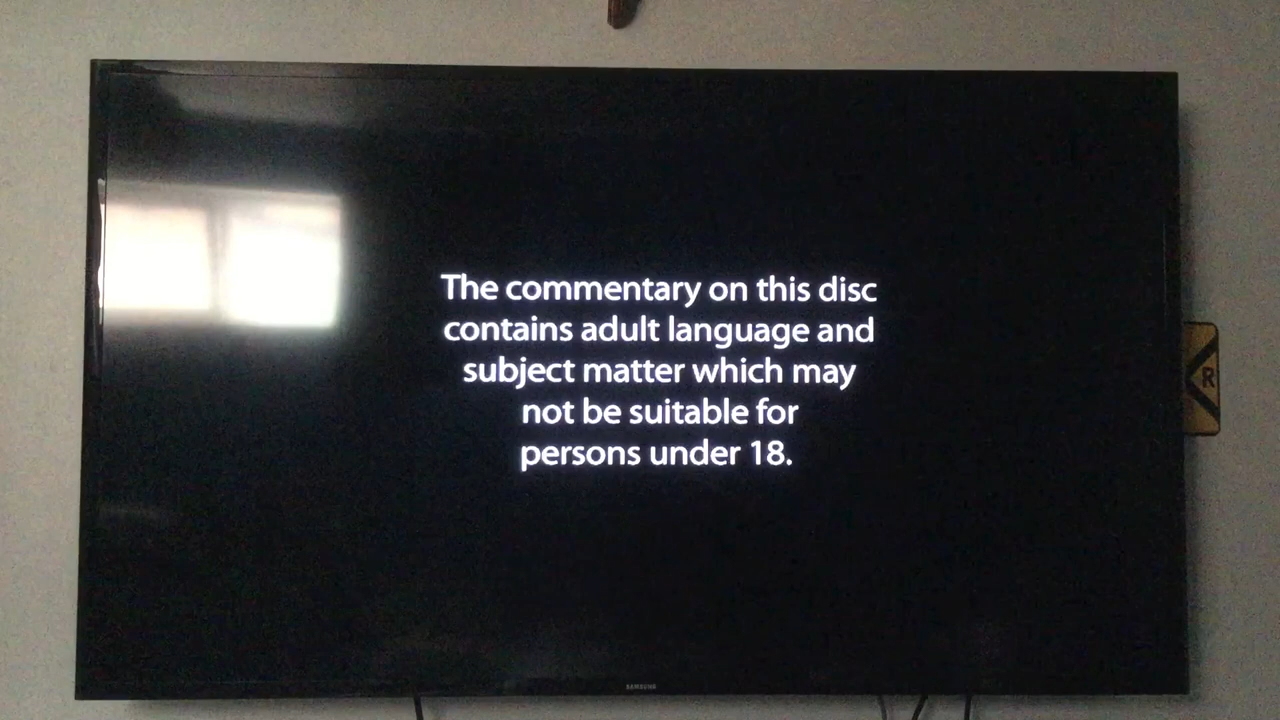 The commentary on this disc
contains adult language and
subject matter which may
not be suitable for
persons under 18.
R
SAMSUNG